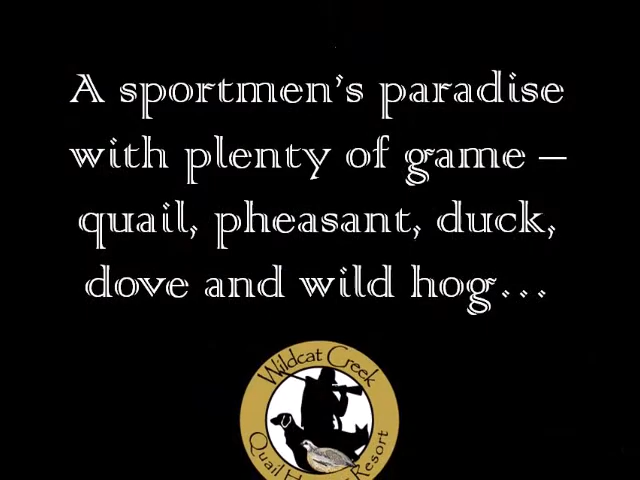 A sportmen's paradise
with plenty of game –
quail, pheasant, duck,
dove and wild hog...
Wildcat Creek
Quail Resort